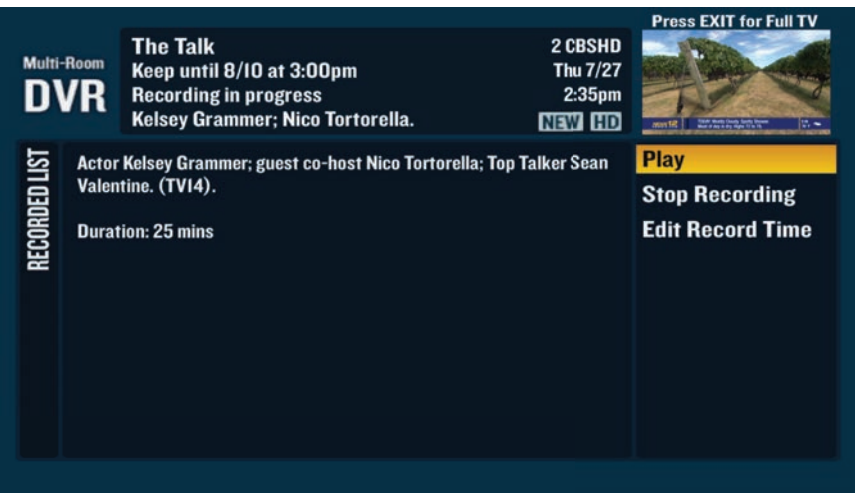 Press EXIT for Full TV
Multi-Room
DVR
The Talk
2 CBSHD
Keep until 8/10 at 3:00pm
Thu 7/27
Recording in progress
2:35pm
Kelsey Grammer; Nico Tortorella.
NEW HD
RECORDED LIST
Actor Kelsey Grammer; guest co-host Nico Tortorella; Top Talker Sean
Valentine. (TV14).
Duration: 25 mins
Play
Stop Recording
Edit Record Time